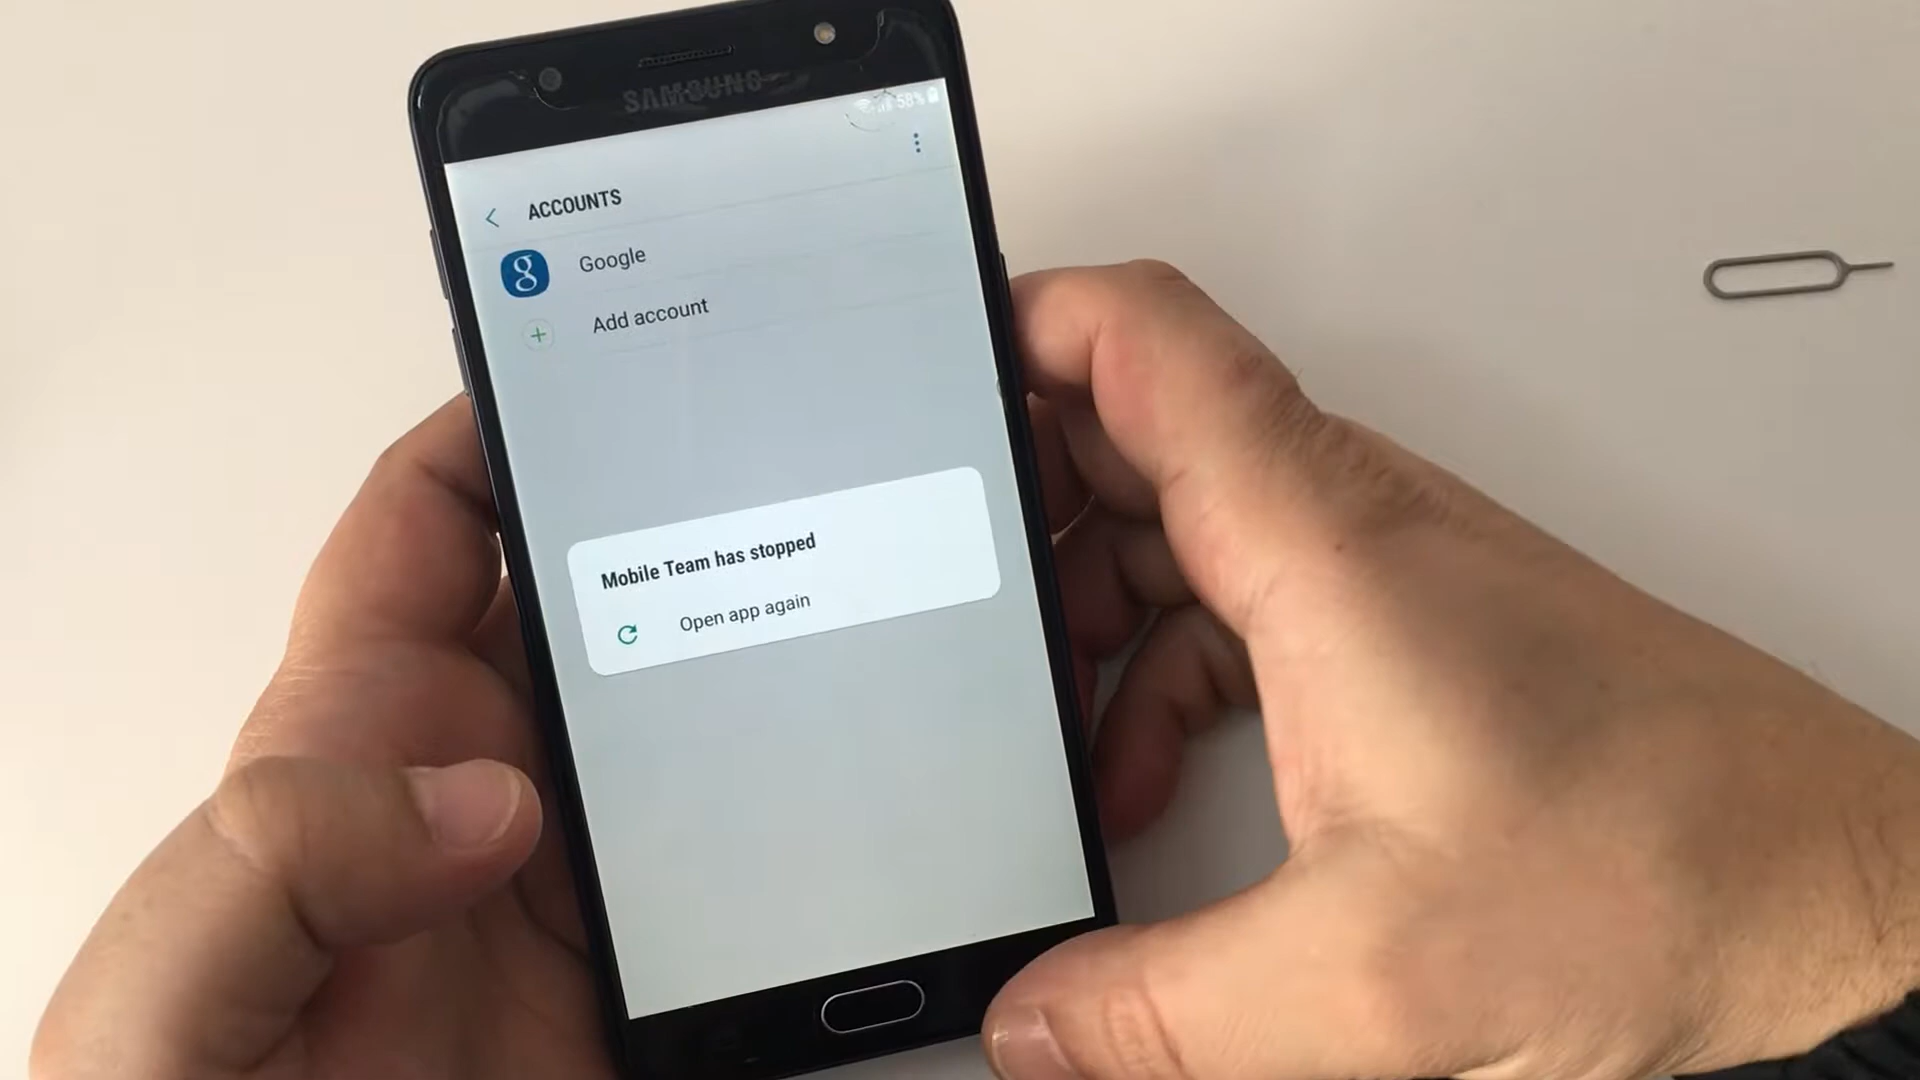 SAMSUNG
58%
ACCOUNTS
g
Google
Add account
Mobile Team has stopped
Open app again